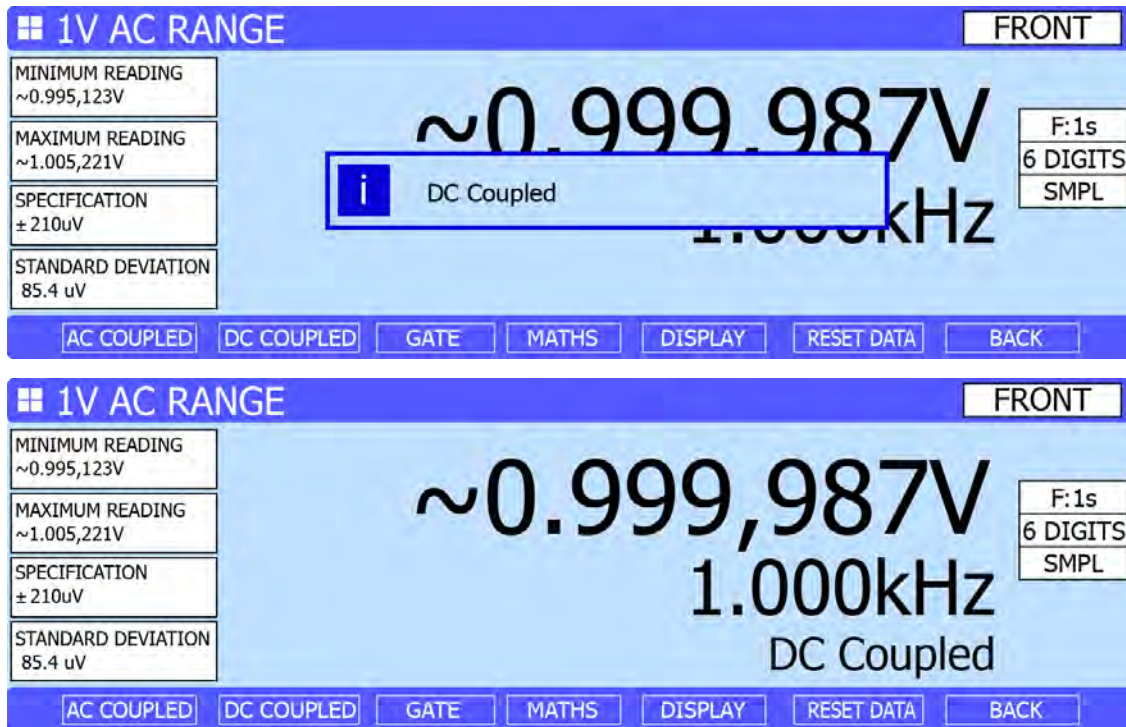 1V AC RANGE
FRONT
MINIMUM READING
~0.995,123V
MAXIMUM READING
~1.005,221V
SPECIFICATION
±210uV
STANDARD DEVIATION
85.4 uV
~0.999,987V
i DC Coupled
1.000kHz
F:1s
6 DIGITS
SMPL
AC COUPLED DC COUPLED GATE MATHS DISPLAY RESET DATA BACK
1V AC RANGE
FRONT
MINIMUM READING
~0.995,123V
MAXIMUM READING
~1.005,221V
SPECIFICATION
±210uV
STANDARD DEVIATION
85.4 uV
~0.999,987V
1.000kHz
DC Coupled
F:1s
6 DIGITS
SMPL
AC COUPLED DC COUPLED GATE MATHS DISPLAY RESET DATA BACK